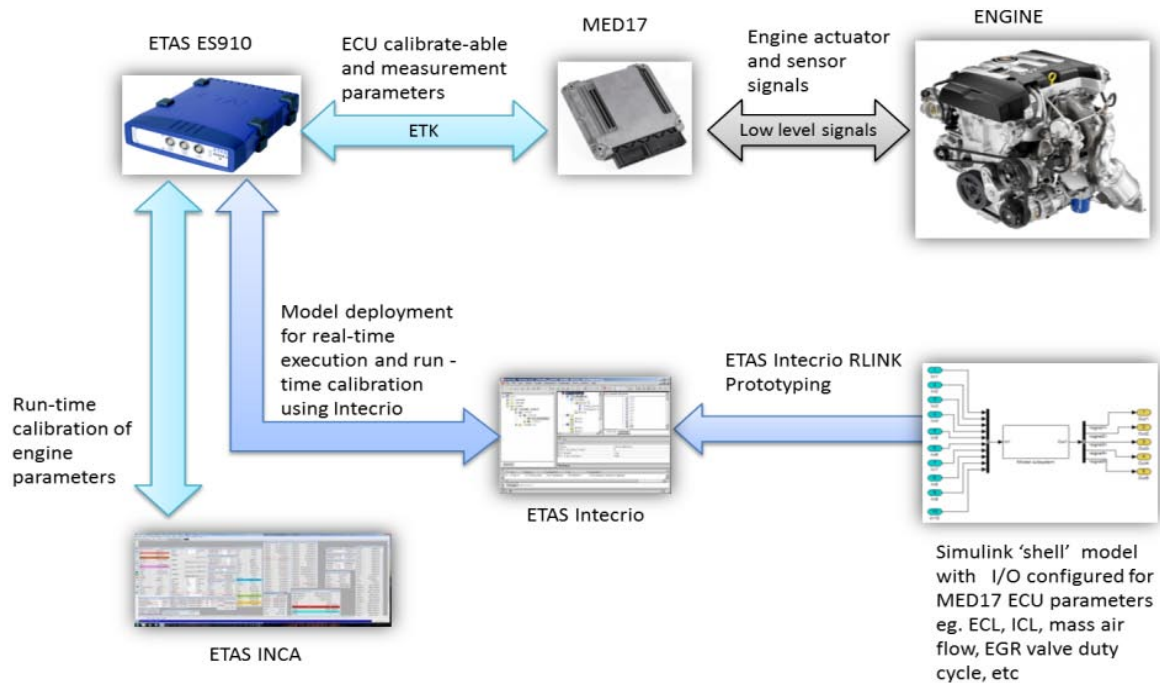 ETAS ES910
ECU calibrate-able
and measurement
parameters
ETK
MED17
Engine actuator
and sensor
signals
Low level signals
ENGINE
Model deployment
for real-time
execution and run -
time calibration
using Intecrio
ETAS Intecrio RLINK
Prototyping
Run-time
calibration of
engine parameters
ETAS Intecrio
ETAS INCA
Simulink ‘shell’ model
with I/O configured for
MED17 ECU parameters
eg. ECL, ICL, mass air
flow, EGR valve duty
cycle, etc